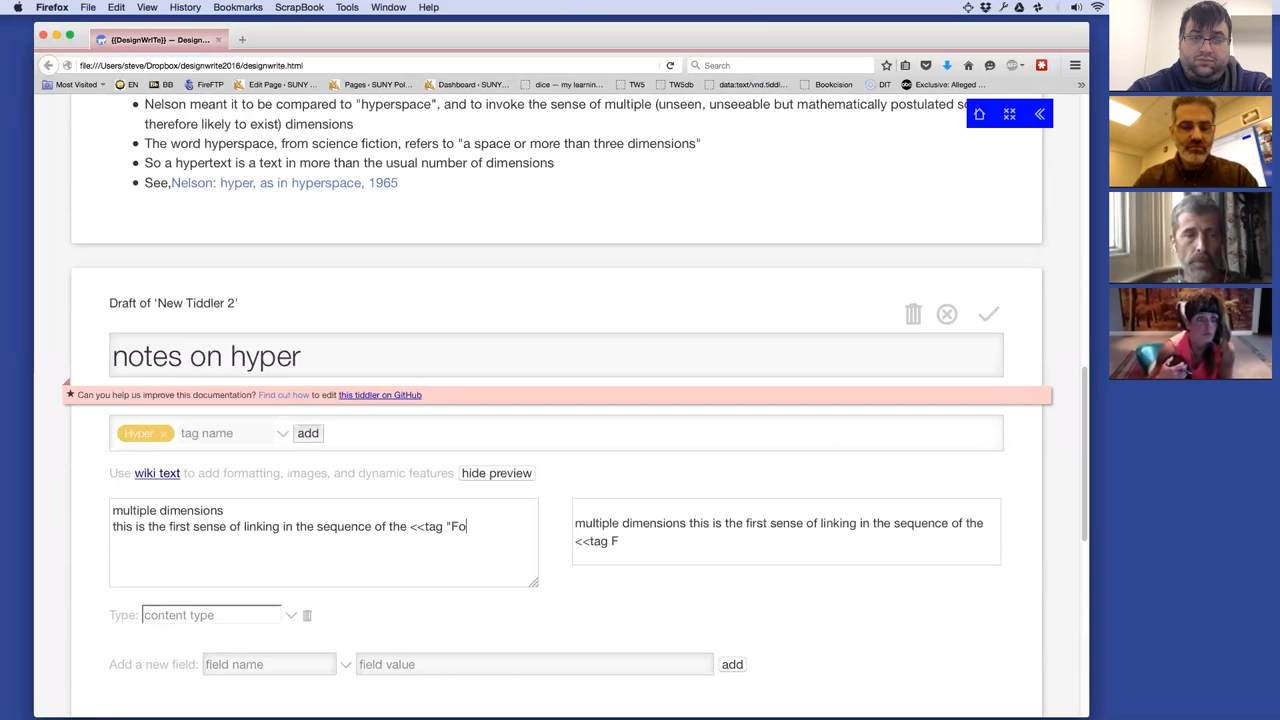 Firefox File Edit View History Bookmarks ScrapBook Tools Window Help
{{DesignWrITe}} — Design...
file:///Users/steve/Dropbox/designwrite2016/designwrite.html
Search
Most Visited En BB FireFTP Edit Page ‹ SUNY ... Pages ‹ SUNY Pol... Dashboard ‹ SUNY... dice — my learning ... TW5 TW5db data:text/vnd.tiddl... Bookcision DIT Exclusive: Alleged ... »
Nelson meant it to be compared to "hyperspace", and to invoke the sense of multiple (unseen, unseeable but mathematically postulated so
therefore likely to exist) dimensions
The word hyperspace, from science fiction, refers to "a space or more than three dimensions"
So a hypertext is a text in more than the usual number of dimensions
See,Nelson: hyper, as in hyperspace, 1965
Draft of 'New Tiddler 2'
notes on hyper
Can you help us improve this documentation? Find out how to edit this tiddler on GitHub
Hyper × tag name add
Use wiki text to add formatting, images, and dynamic features hide preview
multiple dimensions
this is the first sense of linking in the sequence of the <<tag "Fo
multiple dimensions this is the first sense of linking in the sequence of the
<<tag F
Type: content type
Add a new field: field name field value add